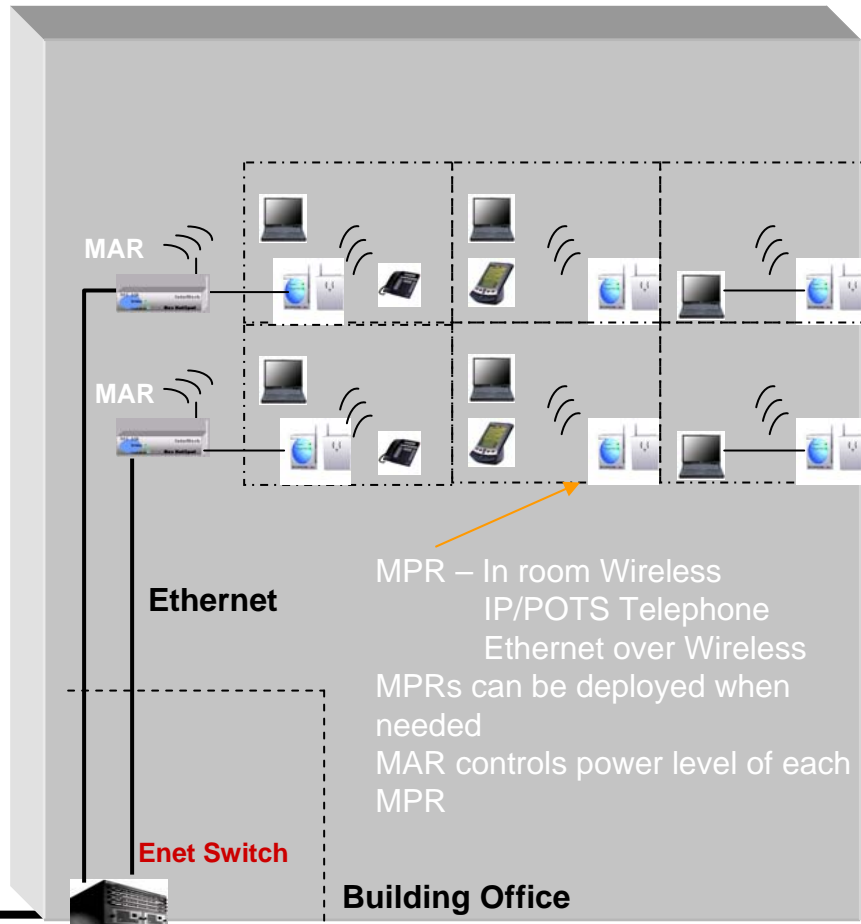 MAR
MAR
Ethernet
MPR – In room Wireless
IP/POTS Telephone
Ethernet over Wireless
MPRs can be deployed when
needed
MAR controls power level of each
MPR
Enet Switch
Building Office